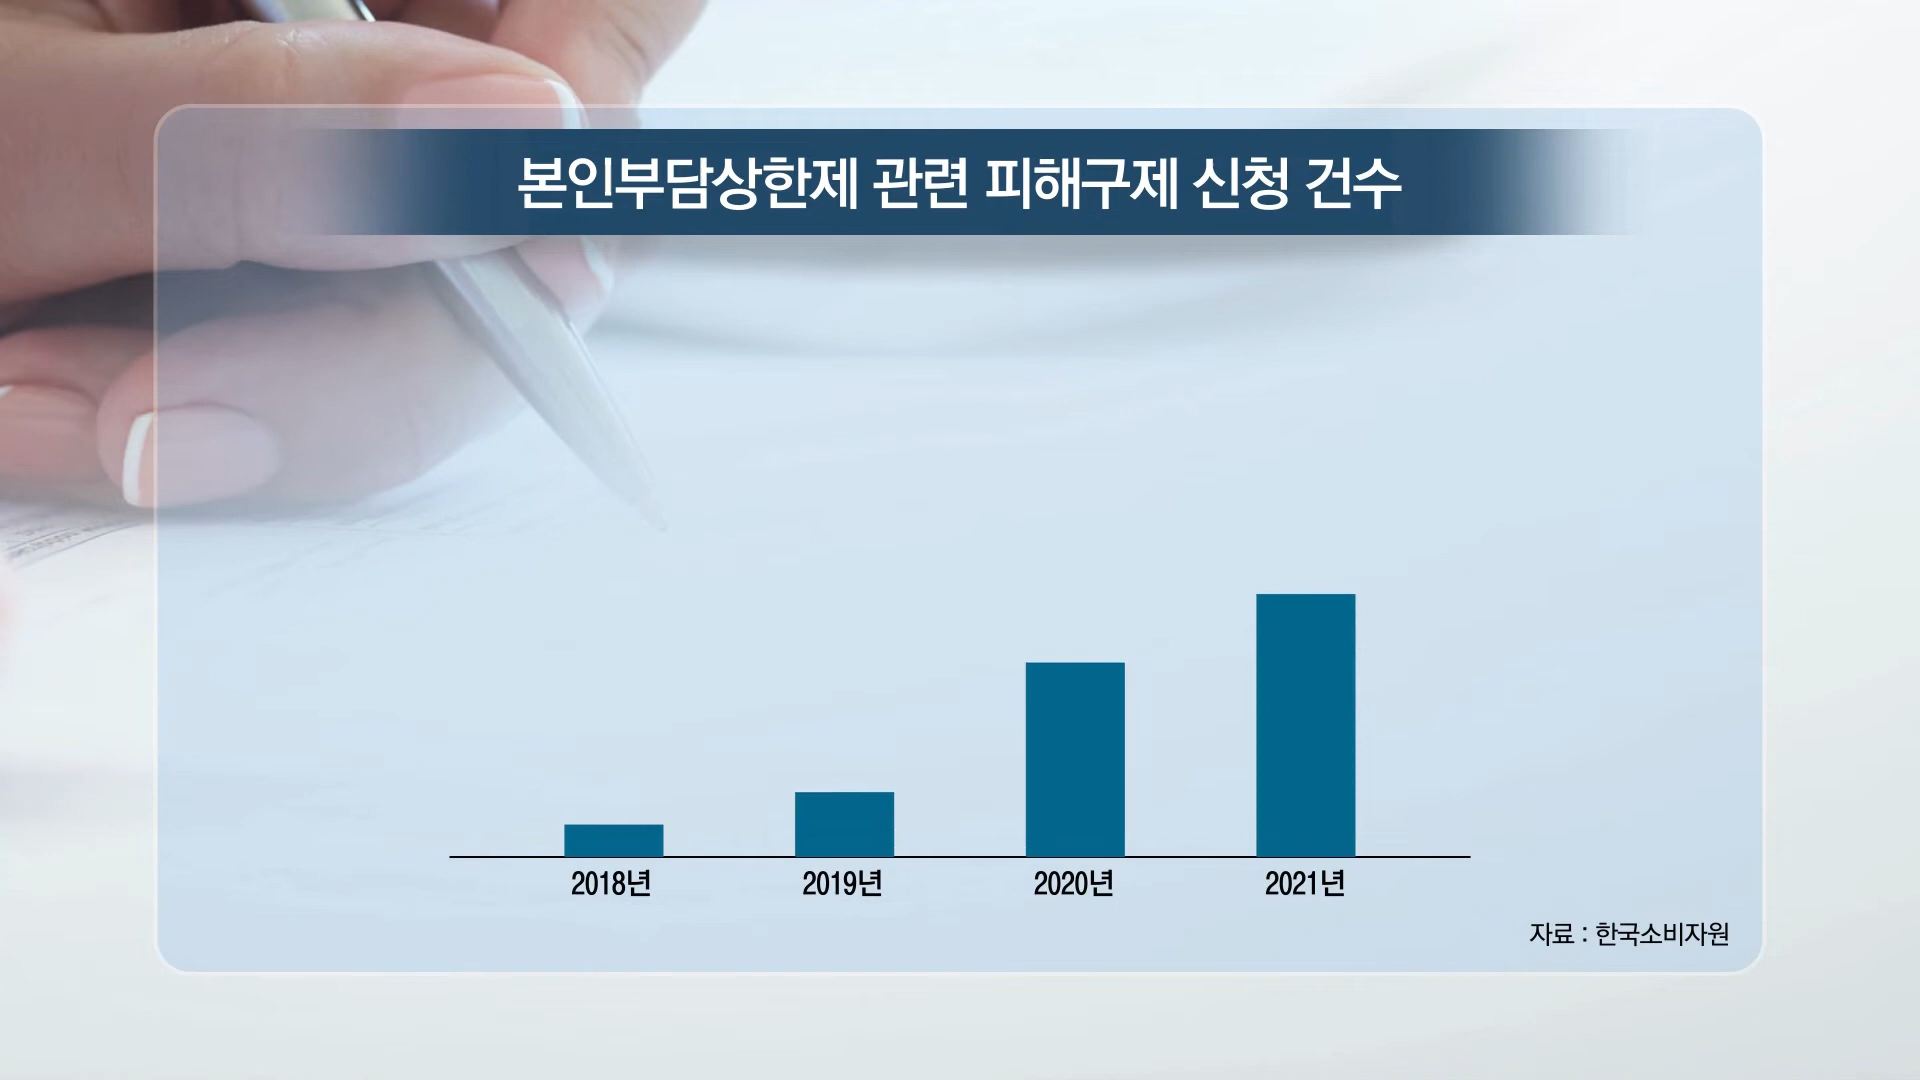 본인부담상한제 관련 피해구제 신청 건수
2018년
2019년
2020년
2021년
자료 : 한국소비자원